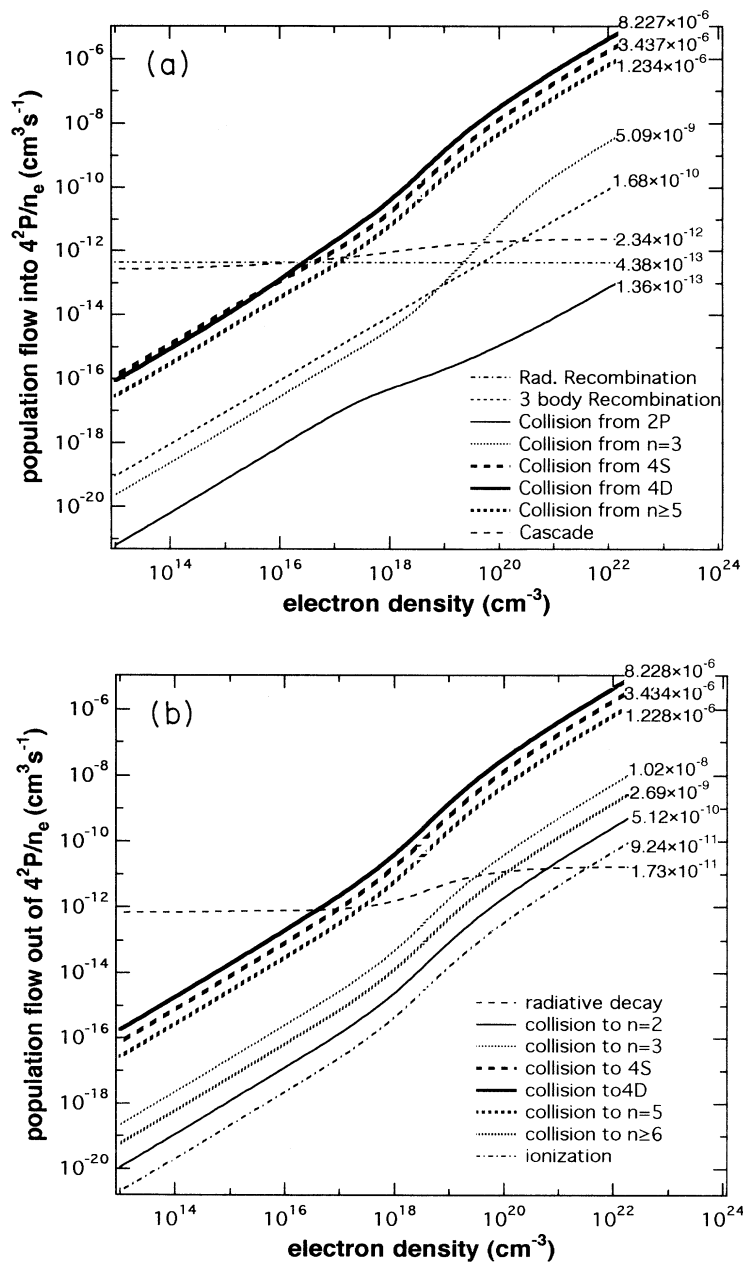 (a)
population flow into 4²P/nₑ (cm³s⁻¹)
10⁻⁶
10⁻⁸
10⁻¹⁰
10⁻¹²
10⁻¹⁴
10⁻¹⁶
10⁻¹⁸
10⁻²⁰
8.227×10⁻⁶
3.437×10⁻⁶
1.234×10⁻⁶
5.09×10⁻⁹
1.68×10⁻¹⁰
2.34×10⁻¹²
4.38×10⁻¹³
1.36×10⁻¹³
Rad. Recombination
3 body Recombination
Collision from 2P
Collision from n=3
Collision from 4S
Collision from 4D
Collision from n≥5
Cascade
10¹⁴ 10¹⁶ 10¹⁸ 10²⁰ 10²² 10²⁴
electron density (cm⁻³)
(b)
population flow out of 4²P/nₑ (cm³s⁻¹)
10⁻⁶
10⁻⁸
10⁻¹⁰
10⁻¹²
10⁻¹⁴
10⁻¹⁶
10⁻¹⁸
10⁻²⁰
8.228×10⁻⁶
3.434×10⁻⁶
1.228×10⁻⁶
1.02×10⁻⁸
2.69×10⁻⁹
5.12×10⁻¹⁰
9.24×10⁻¹¹
1.73×10⁻¹¹
radiative decay
collision to n=2
collision to n=3
collision to 4S
collision to4D
collision to n=5
collision to n≥6
ionization
10¹⁴ 10¹⁶ 10¹⁸ 10²⁰ 10²² 10²⁴
electron density (cm⁻³)